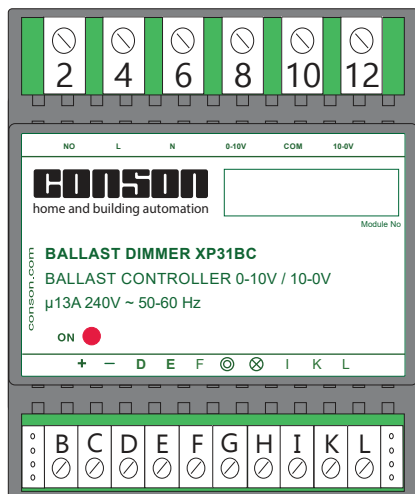 2 4 6 8 10 12
NO L N 0-10V COM 10-0V
CONSON
home and building automation
Module No
conson.com
BALLAST DIMMER XP31BC
BALLAST CONTROLLER 0-10V / 10-0V
µ13A 240V ~ 50-60 Hz
ON
+ − D E F ◎ ⊗ I K L
B C D E F G H I K L